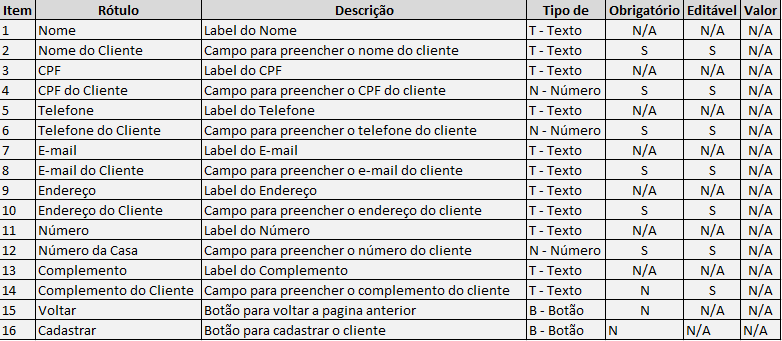 Item Rótulo Descrição Tipo de Obrigatório Editável Valor
1 Nome Label do Nome T - Texto N/A N/A N/A
2 Nome do Cliente Campo para preencher o nome do cliente T - Texto S S N/A
3 CPF Label do CPF T - Texto N/A N/A N/A
4 CPF do Cliente Campo para preencher o CPF do cliente N - Número S S N/A
5 Telefone Label do Telefone T - Texto N/A N/A N/A
6 Telefone do Cliente Campo para preencher o telefone do cliente N - Número S S N/A
7 E-mail Label do E-mail T - Texto N/A N/A N/A
8 E-mail do Cliente Campo para preencher o e-mail do cliente T - Texto S S N/A
9 Endereço Label do Endereço T - Texto N/A N/A N/A
10 Endereço do Cliente Campo para preencher o endereço do cliente T - Texto S S N/A
11 Número Label do Número T - Texto N/A N/A N/A
12 Número da Casa Campo para preencher o número do cliente N - Número S S N/A
13 Complemento Label do Complemento T - Texto N/A N/A N/A
14 Complemento do Cliente Campo para preencher o complemento do cliente T - Texto N S N/A
15 Voltar Botão para voltar a pagina anterior B - Botão N N/A N/A
16 Cadastrar Botão para cadastrar o cliente B - Botão N N/A N/A